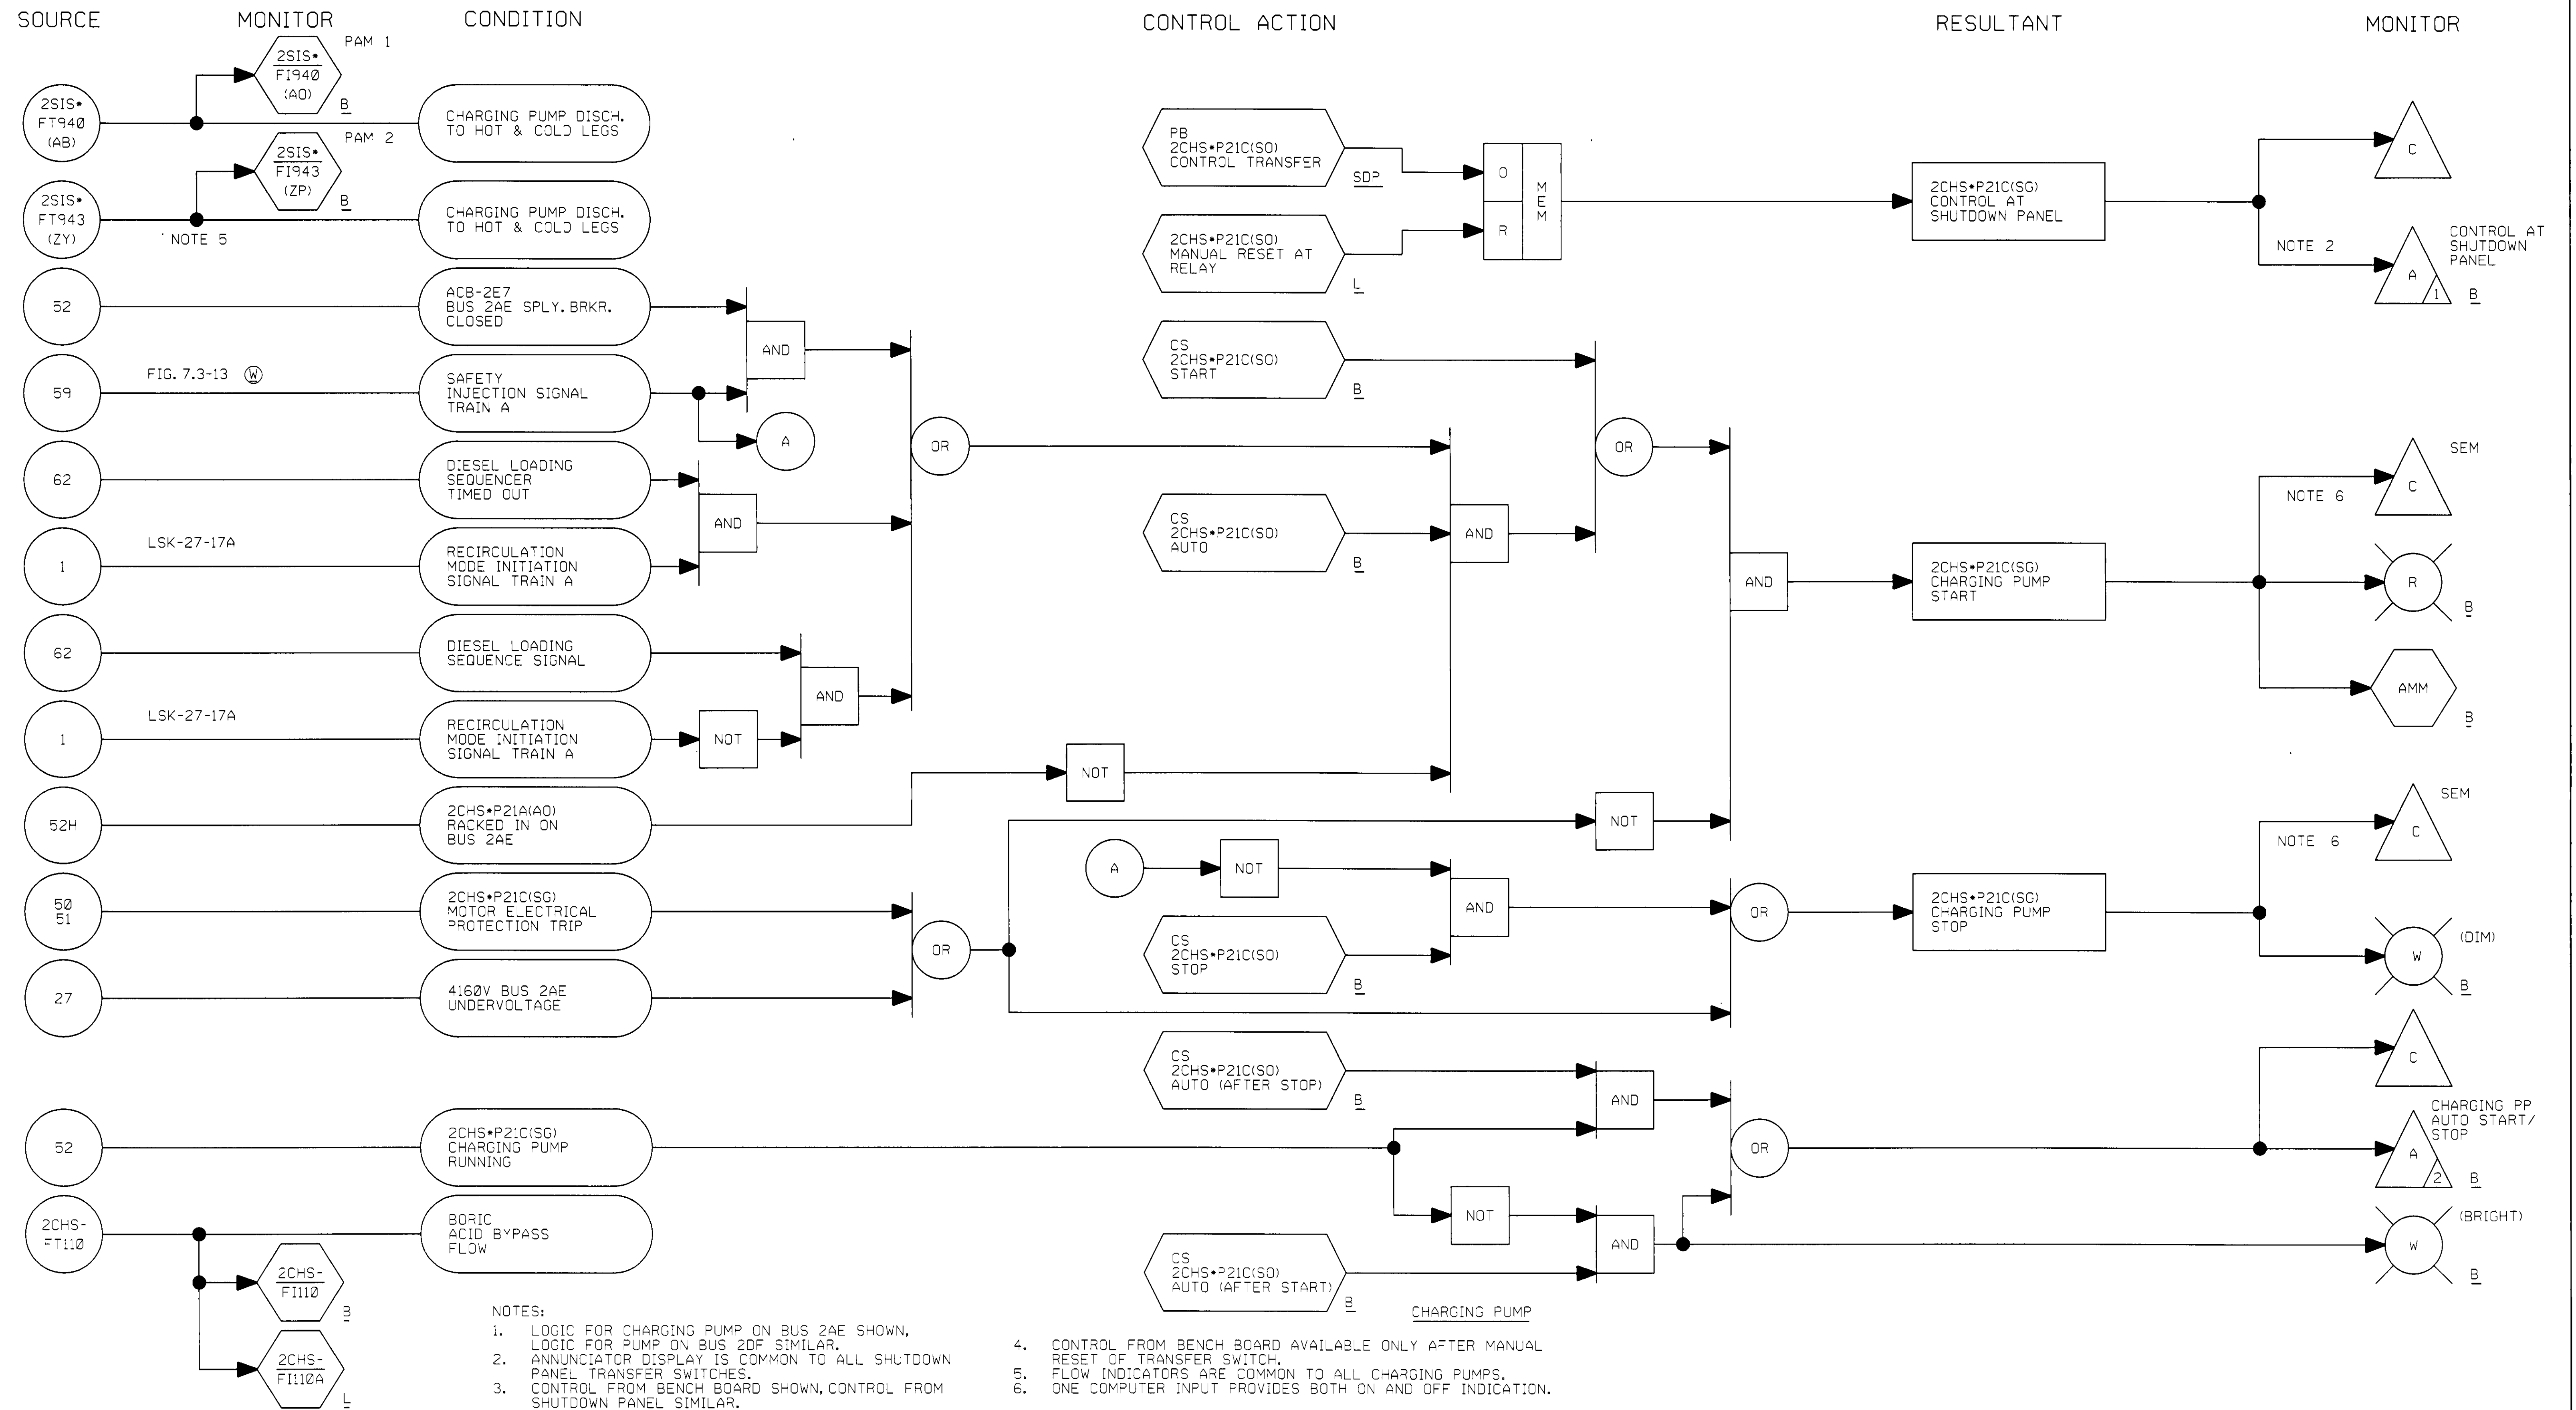 SOURCE
MONITOR
CONDITION
CONTROL ACTION
RESULTANT
MONITOR
2SIS•
FI940
(AO)
PAM 1
B
2SIS•
FT940
(AB)
CHARGING PUMP DISCH.
TO HOT & COLD LEGS
2SIS•
FI943
(ZP)
PAM 2
B
2SIS•
FT943
(ZY)
NOTE 5
CHARGING PUMP DISCH.
TO HOT & COLD LEGS
52
ACB-2E7
BUS 2AE SPLY. BRKR.
CLOSED
AND
59
FIG. 7.3-13 W
SAFETY
INJECTION SIGNAL
TRAIN A
A
62
DIESEL LOADING
SEQUENCER
TIMED OUT
AND
1
LSK-27-17A
RECIRCULATION
MODE INITIATION
SIGNAL TRAIN A
OR
62
DIESEL LOADING
SEQUENCE SIGNAL
AND
1
LSK-27-17A
RECIRCULATION
MODE INITIATION
SIGNAL TRAIN A
NOT
52H
2CHS•P21A(AO)
RACKED IN ON
BUS 2AE
NOT
50
51
2CHS•P21C(SG)
MOTOR ELECTRICAL
PROTECTION TRIP
OR
27
4160V BUS 2AE
UNDERVOLTAGE
52
2CHS•P21C(SG)
CHARGING PUMP
RUNNING
2CHS-
FT110
BORIC
ACID BYPASS
FLOW
2CHS-
FI110
B
2CHS-
FI110A
L
PB
2CHS•P21C(SO)
CONTROL TRANSFER
SDP
2CHS•P21C(SO)
MANUAL RESET AT
RELAY
L
O
R
MEM
2CHS•P21C(SG)
CONTROL AT
SHUTDOWN PANEL
C
NOTE 2
A
1
CONTROL AT
SHUTDOWN
PANEL
B
CS
2CHS•P21C(SO)
START
B
OR
CS
2CHS•P21C(SO)
AUTO
B
AND
AND
2CHS•P21C(SG)
CHARGING PUMP
START
NOTE 6
C
SEM
R
B
AMM
B
NOT
A
NOT
CS
2CHS•P21C(SO)
STOP
B
AND
OR
2CHS•P21C(SG)
CHARGING PUMP
STOP
NOTE 6
C
SEM
W
(DIM)
B
CS
2CHS•P21C(SO)
AUTO (AFTER STOP)
B
AND
OR
NOT
CS
2CHS•P21C(SO)
AUTO (AFTER START)
B
AND
C
CHARGING PP
AUTO START/
STOP
A
2
B
W
(BRIGHT)
B
CHARGING PUMP
NOTES:
1. LOGIC FOR CHARGING PUMP ON BUS 2AE SHOWN,
LOGIC FOR PUMP ON BUS 2DF SIMILAR.
2. ANNUNCIATOR DISPLAY IS COMMON TO ALL SHUTDOWN
PANEL TRANSFER SWITCHES.
3. CONTROL FROM BENCH BOARD SHOWN, CONTROL FROM
SHUTDOWN PANEL SIMILAR.
4. CONTROL FROM BENCH BOARD AVAILABLE ONLY AFTER MANUAL
RESET OF TRANSFER SWITCH.
5. FLOW INDICATORS ARE COMMON TO ALL CHARGING PUMPS.
6. ONE COMPUTER INPUT PROVIDES BOTH ON AND OFF INDICATION.